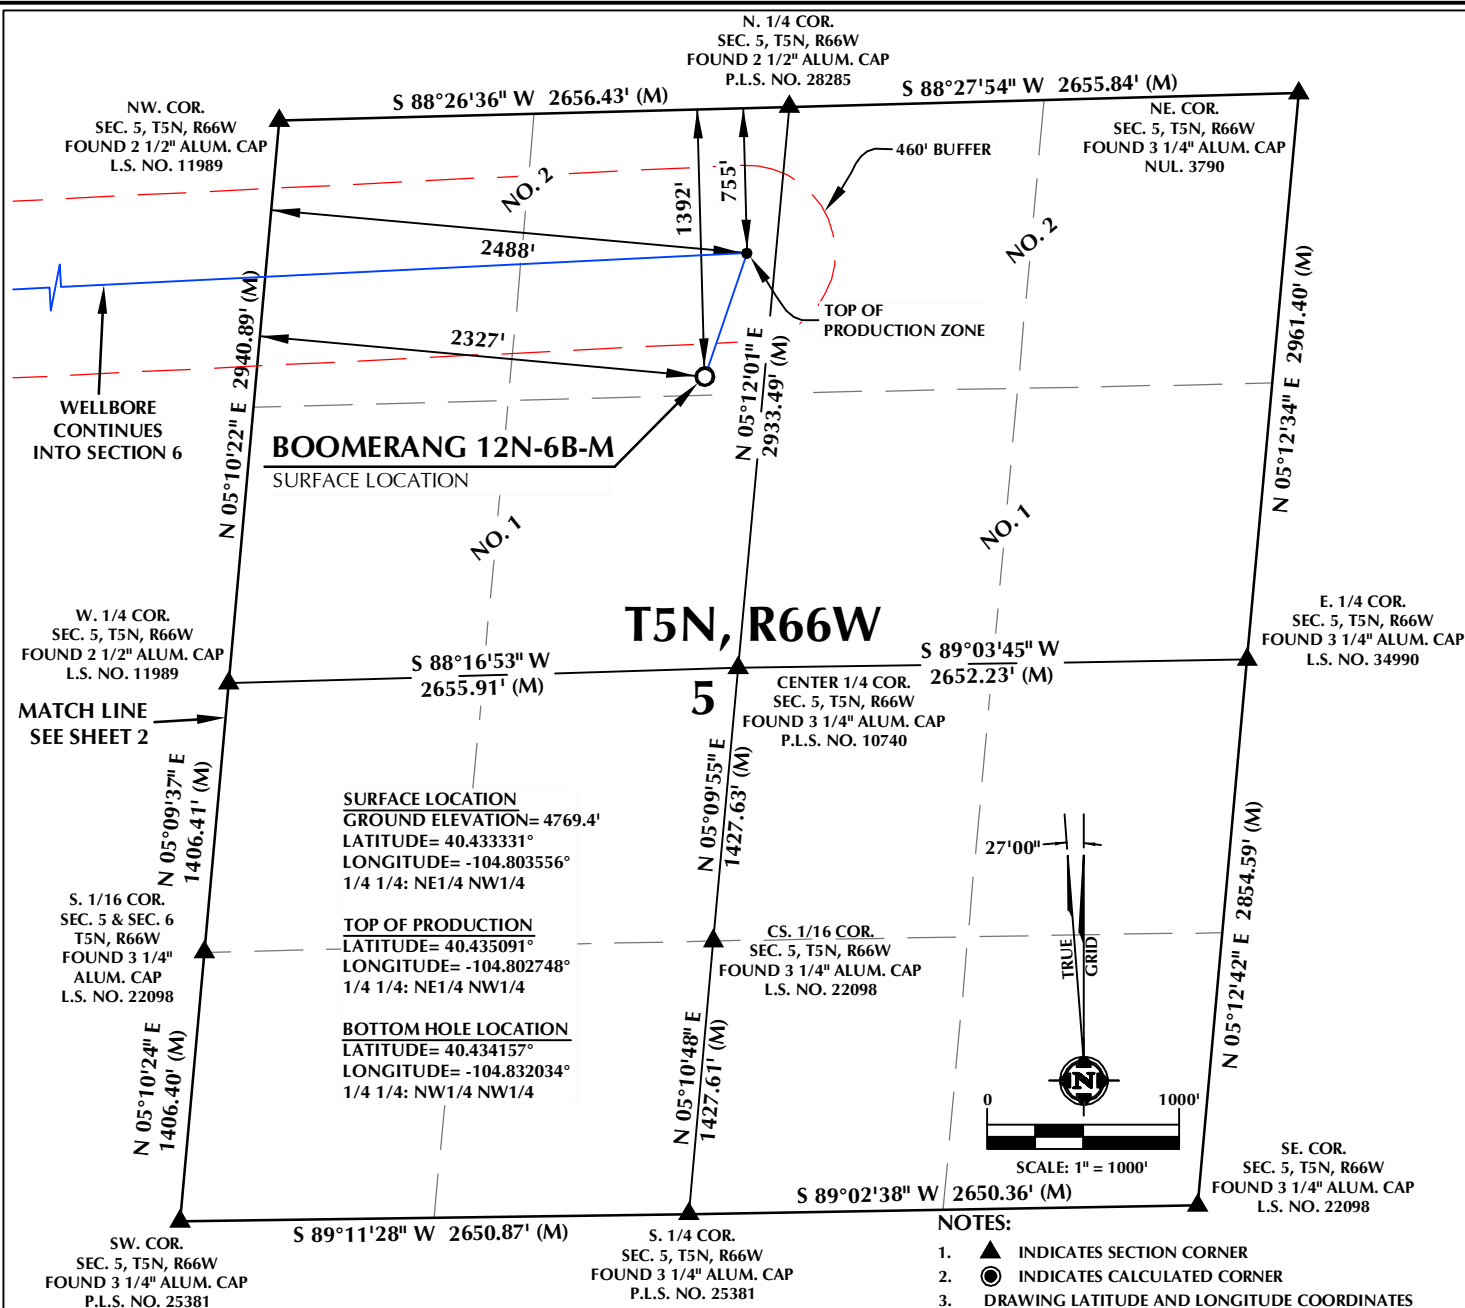 N. 1/4 COR.
SEC. 5, T5N, R66W
FOUND 2 1/2" ALUM. CAP
P.L.S. NO. 28285
NW. COR.
SEC. 5, T5N, R66W
FOUND 2 1/2" ALUM. CAP
L.S. NO. 11989
S 88°26'36" W 2656.43' (M)
S 88°27'54" W 2655.84' (M)
NE. COR.
SEC. 5, T5N, R66W
FOUND 3 1/4" ALUM. CAP
NUL. 3790
460' BUFFER
NO. 2
1392'
755'
NO. 2
2488'
TOP OF
PRODUCTION ZONE
2327'
N 05°10'22" E 2940.89' (M)
N 05°12'01" E
2933.49' (M)
N 05°12'34" E 2961.40' (M)
WELLBORE
CONTINUES
INTO SECTION 6
BOOMERANG 12N-6B-M
SURFACE LOCATION
NO. 1
NO. 1
W. 1/4 COR.
SEC. 5, T5N, R66W
FOUND 2 1/2" ALUM. CAP
L.S. NO. 11989
T5N, R66W
5
E. 1/4 COR.
SEC. 5, T5N, R66W
FOUND 3 1/4" ALUM. CAP
L.S. NO. 34990
S 88°16'53" W
2655.91' (M)
S 89°03'45" W
2652.23' (M)
CENTER 1/4 COR.
SEC. 5, T5N, R66W
FOUND 3 1/4" ALUM. CAP
P.L.S. NO. 10740
MATCH LINE
SEE SHEET 2
N 05°09'37" E
1406.41' (M)
N 05°09'55" E
1427.63' (M)
SURFACE LOCATION
GROUND ELEVATION= 4769.4'
LATITUDE= 40.433331°
LONGITUDE= -104.803556°
1/4 1/4: NE1/4 NW1/4
TOP OF PRODUCTION
LATITUDE= 40.435091°
LONGITUDE= -104.802748°
1/4 1/4: NE1/4 NW1/4
BOTTOM HOLE LOCATION
LATITUDE= 40.434157°
LONGITUDE= -104.832034°
1/4 1/4: NW1/4 NW1/4
27'00"
TRUE
GRID
N
N 05°12'42" E 2854.59' (M)
S. 1/16 COR.
SEC. 5 & SEC. 6
T5N, R66W
FOUND 3 1/4"
ALUM. CAP
L.S. NO. 22098
CS. 1/16 COR.
SEC. 5, T5N, R66W
FOUND 3 1/4" ALUM. CAP
L.S. NO. 22098
N 05°10'24" E
1406.40' (M)
N 05°10'48" E
1427.61' (M)
0 1000'
SCALE: 1" = 1000'
SE. COR.
SEC. 5, T5N, R66W
FOUND 3 1/4" ALUM. CAP
L.S. NO. 22098
S 89°11'28" W 2650.87' (M)
S 89°02'38" W 2650.36' (M)
SW. COR.
SEC. 5, T5N, R66W
FOUND 3 1/4" ALUM. CAP
P.L.S. NO. 25381
S. 1/4 COR.
SEC. 5, T5N, R66W
FOUND 3 1/4" ALUM. CAP
P.L.S. NO. 25381
NOTES:
1. INDICATES SECTION CORNER
2. INDICATES CALCULATED CORNER
3. DRAWING LATITUDE AND LONGITUDE COORDINATES